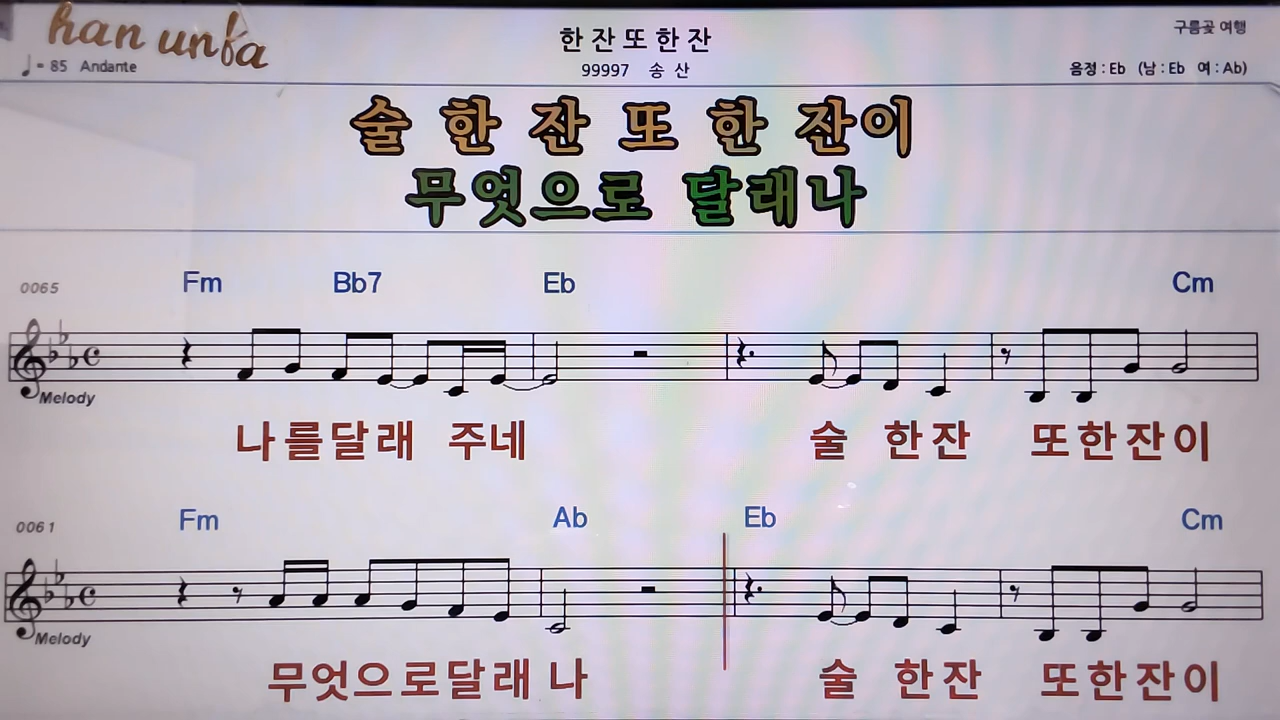 han unfa
한 잔 또 한 잔
구름꽃 여행
♩ = 85 Andante
99997 송 산
음정 : Eb (남 : Eb 여 : Ab)
술 한 잔 또 한 잔이
무엇으로 달래나
0065 Fm Bb7 Eb Cm
Melody
나를달래 주네 술 한잔 또한잔이
0061 Fm Ab Eb Cm
Melody
무엇으로달래 나 술 한잔 또한잔이